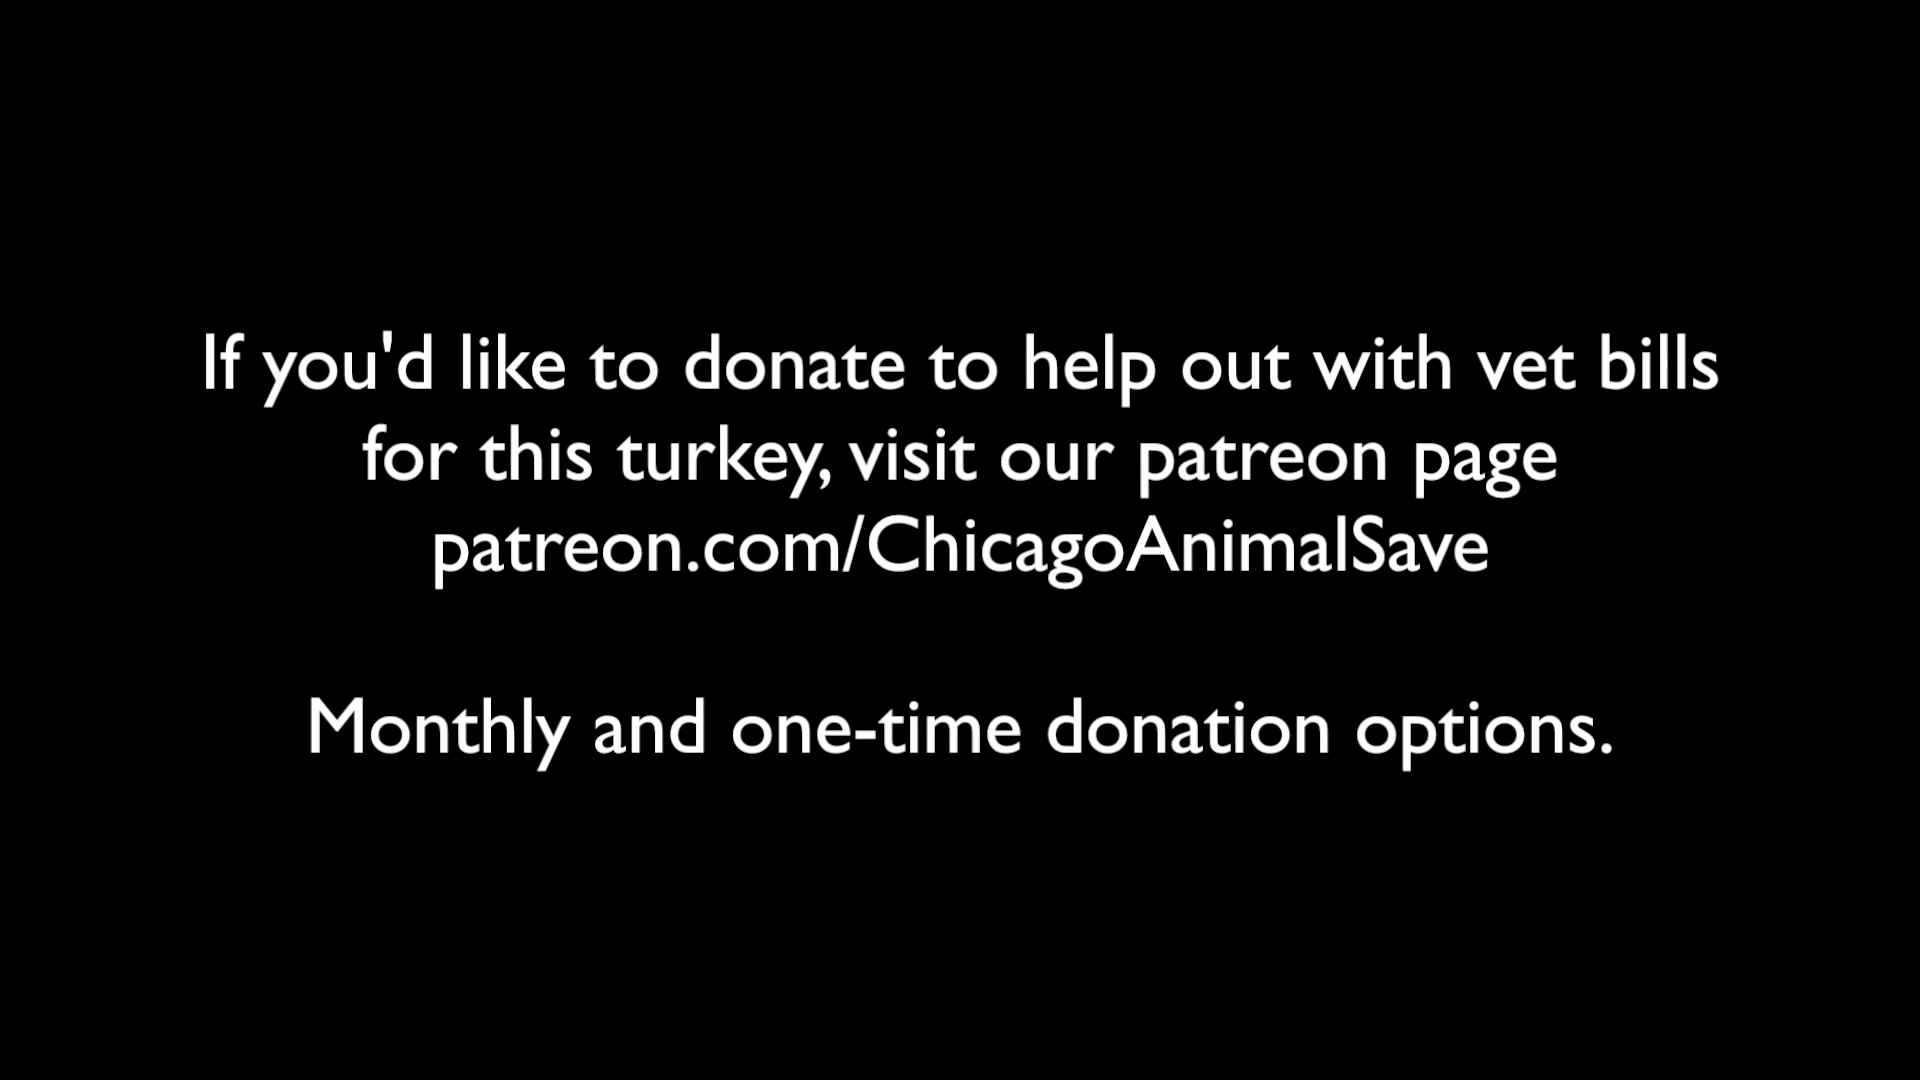 If you'd like to donate to help out with vet bills
for this turkey, visit our patreon page
patreon.com/ChicagoAnimalSave
Monthly and one-time donation options.